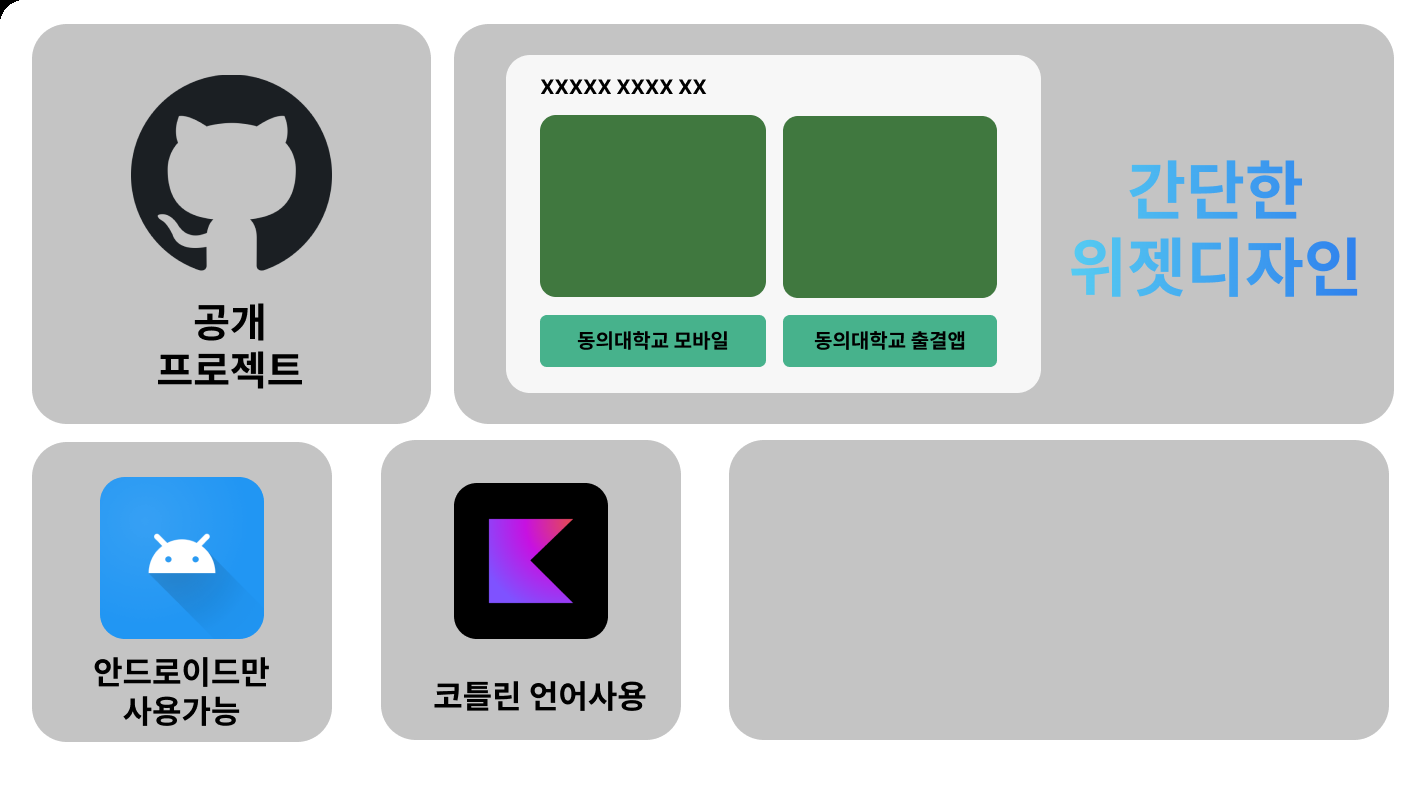 공개
프로젝트
XXXXX XXXX XX
동의대학교 모바일
동의대학교 출결앱
간단한
위젯디자인
안드로이드만
사용가능
코틀린 언어사용